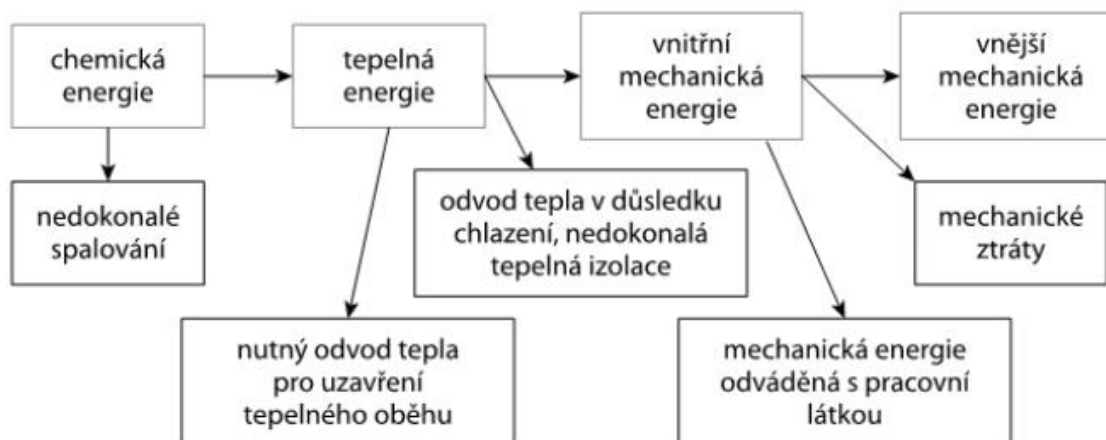 chemická
energie
tepelná
energie
vnitřní
mechanická
energie
vnější
mechanická
energie
nedokonalé
spalování
odvod tepla v důsledku
chlazení, nedokonalá
tepelná izolace
mechanické
ztráty
nutný odvod tepla
pro uzavření
tepelného oběhu
mechanická energie
odváděná s pracovní
látkou